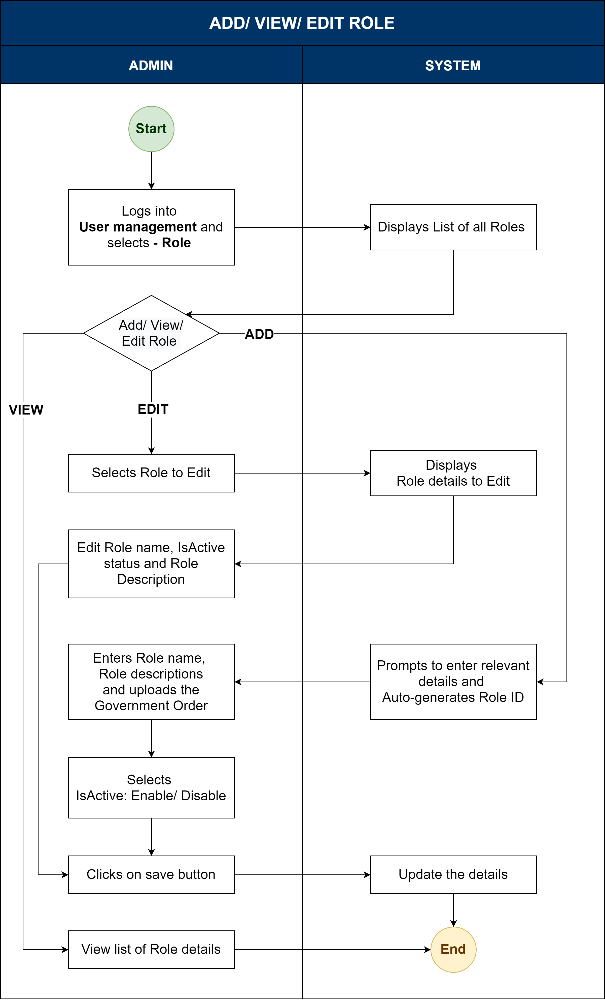 ADD/ VIEW/ EDIT ROLE
ADMIN
SYSTEM
Start
Logs into
User management and
selects - Role
Displays List of all Roles
Add/ View/
Edit Role
ADD
VIEW
EDIT
Selects Role to Edit
Displays
Role details to Edit
Edit Role name, IsActive
status and Role
Description
Enters Role name,
Role descriptions
and uploads the
Government Order
Prompts to enter relevant
details and
Auto-generates Role ID
Selects
IsActive: Enable/ Disable
Clicks on save button
Update the details
View list of Role details
End